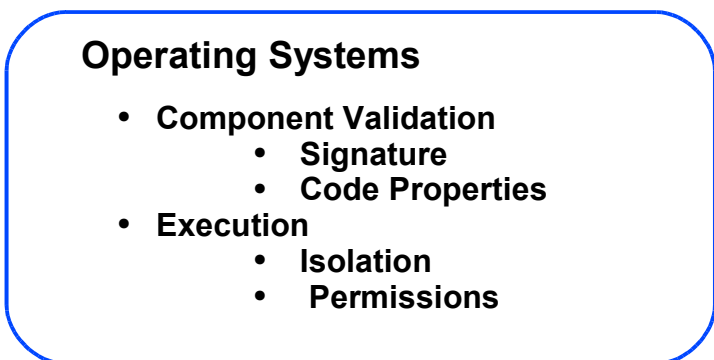 Operating Systems
• Component Validation
• Signature
• Code Properties
• Execution
• Isolation
• Permissions